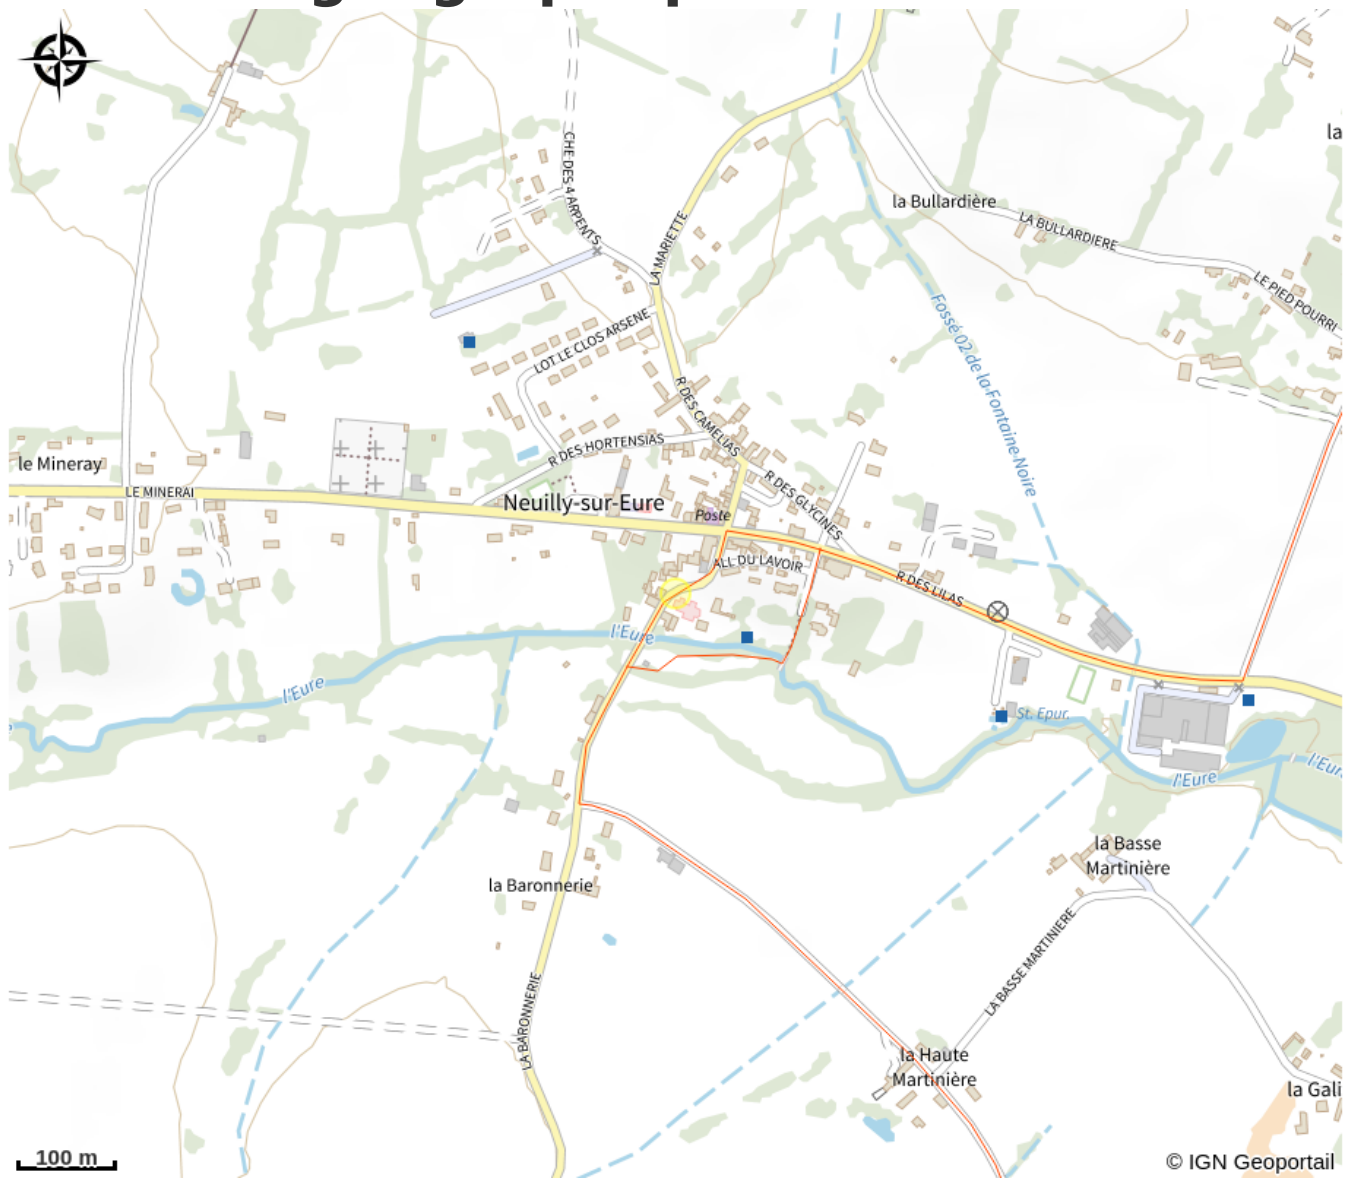 la
CHE DES 4 ARPENTS
la Bullardière
LA BULLARDIERE
LA MARIETTE
LE PIED POURRI
Fossé 02 de la Fontaine Noire
LOT LE CLOS ARSENE
R DES CAMELIAS
R DES HORTENSIAS
le Mineray
LE MINERAI
R DES GLYCINES
Neuilly-sur-Eure
Poste
ALL DU LAVOIR
R DES LILAS
l'Eure
l'Eure
St. Epur.
l'Eure
l'Eur
la Basse
Martinière
la Baronnerie
LA BASSE MARTINIERE
LA BARONNERIE
la Haute
Martinière
la Gali
100 m
© IGN Geoportail